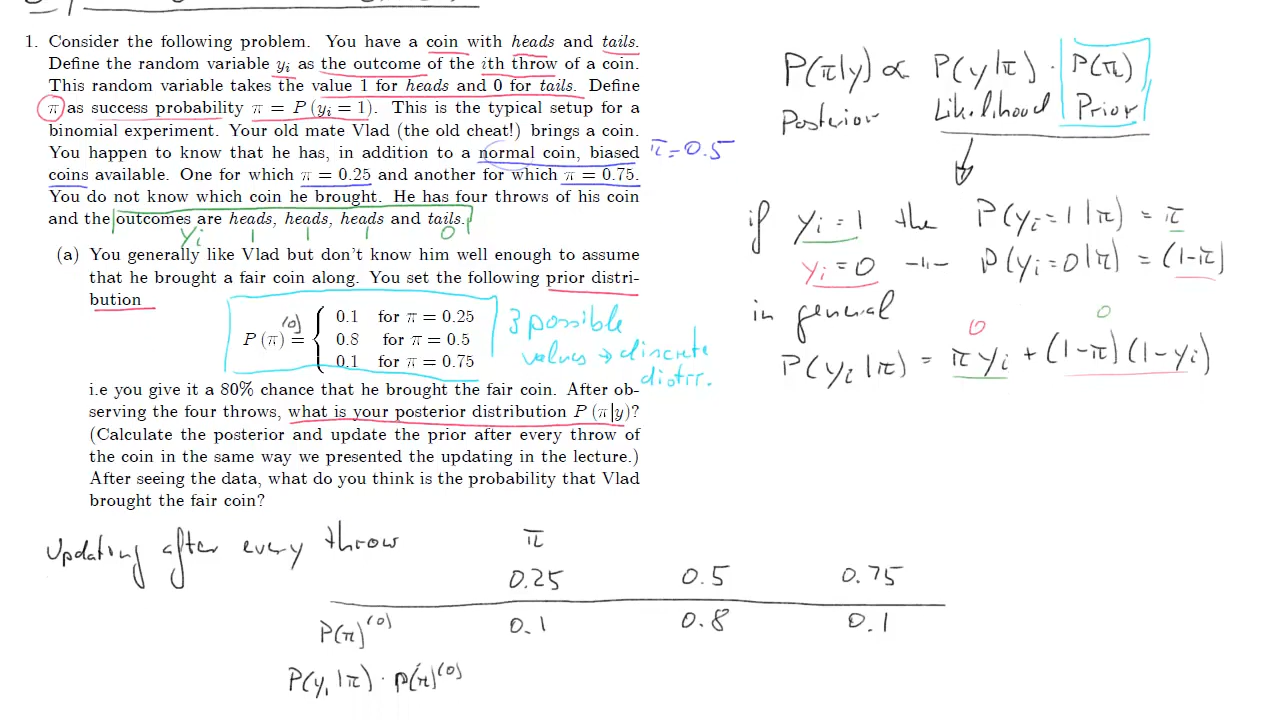 1. Consider the following problem. You have a coin with heads and tails.
Define the random variable yi as the outcome of the ith throw of a coin.
This random variable takes the value 1 for heads and 0 for tails. Define
π as success probability π = P (yi = 1). This is the typical setup for a
binomial experiment. Your old mate Vlad (the old cheat!) brings a coin.
You happen to know that he has, in addition to a normal coin, biased π=0.5
coins available. One for which π = 0.25 and another for which π = 0.75.
You do not know which coin he brought. He has four throws of his coin
and the outcomes are heads, heads, heads and tails.
yi 1 1 1 0
(a) You generally like Vlad but don't know him well enough to assume
that he brought a fair coin along. You set the following prior distri-
bution
P (π)(0) = { 0.1 for π = 0.25
0.8 for π = 0.5
0.1 for π = 0.75
3 possible
values → discrete
distr.
i.e you give it a 80% chance that he brought the fair coin. After ob-
serving the four throws, what is your posterior distribution P (π|y)?
(Calculate the posterior and update the prior after every throw of
the coin in the same way we presented the updating in the lecture.)
After seeing the data, what do you think is the probability that Vlad
brought the fair coin?
P(π|y) ∝ P(y|π) · P(π)
Posterior Likelihood Prior
if yi = 1 the P(yi=1|π) = π
yi = 0 -"- P(yi=0|π) = (1-π)
in general
0 0
P(yi|π) = π yi + (1-π)(1-yi)
Updating after every throw π
0.25 0.5 0.75
P(π)(0) 0.1 0.8 0.1
P(y1|π) · p(π)(0)